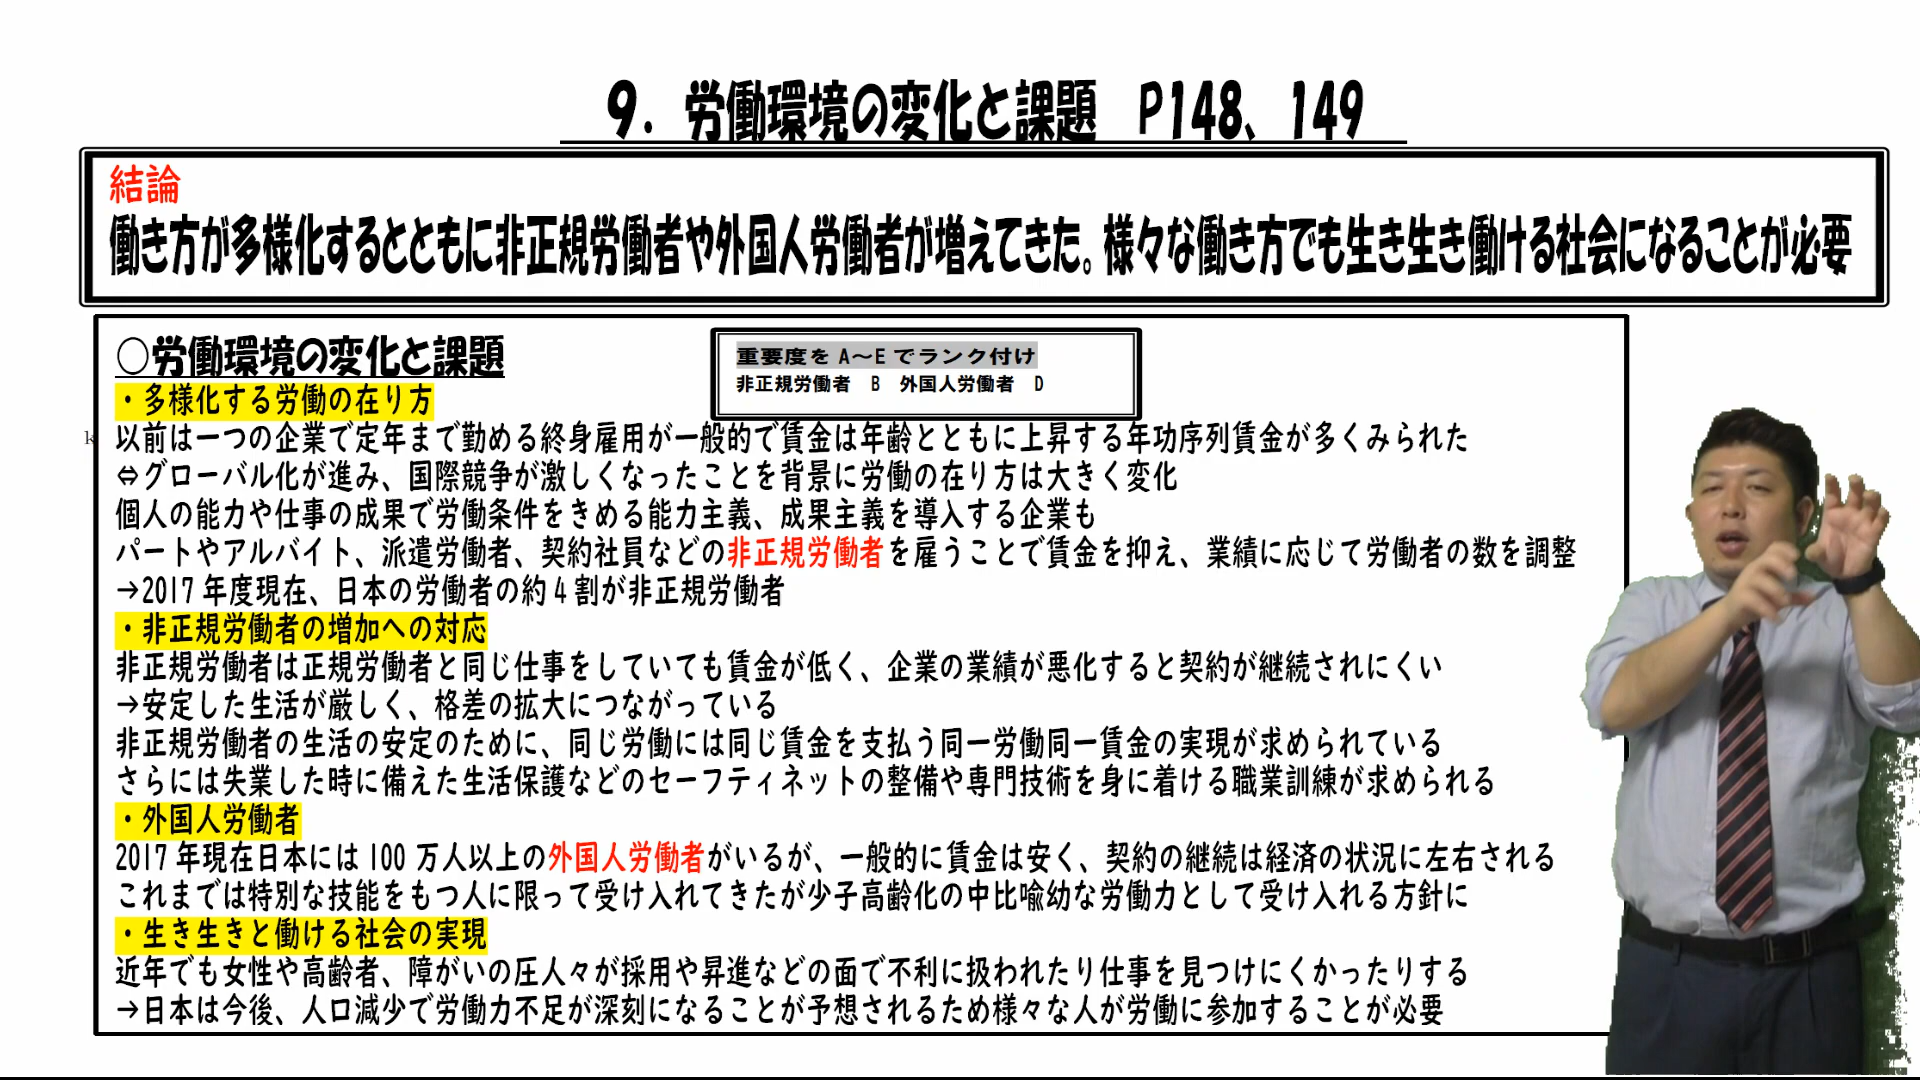 9．労働環境の変化と課題　P148、149
結論
働き方が多様化するとともに非正規労働者や外国人労働者が増えてきた。様々な働き方でも生き生き働ける社会になることが必要
○労働環境の変化と課題
重要度を A～E でランク付け
非正規労働者　B　外国人労働者　D
・多様化する労働の在り方
k
以前は一つの企業で定年まで勤める終身雇用が一般的で賃金は年齢とともに上昇する年功序列賃金が多くみられた
⇔グローバル化が進み、国際競争が激しくなったことを背景に労働の在り方は大きく変化
個人の能力や仕事の成果で労働条件をきめる能力主義、成果主義を導入する企業も
パートやアルバイト、派遣労働者、契約社員などの非正規労働者を雇うことで賃金を抑え、業績に応じて労働者の数を調整
→2017 年度現在、日本の労働者の約 4 割が非正規労働者
・非正規労働者の増加への対応
非正規労働者は正規労働者と同じ仕事をしていても賃金が低く、企業の業績が悪化すると契約が継続されにくい
→安定した生活が厳しく、格差の拡大につながっている
非正規労働者の生活の安定のために、同じ労働には同じ賃金を支払う同一労働同一賃金の実現が求められている
さらには失業した時に備えた生活保護などのセーフティネットの整備や専門技術を身に着ける職業訓練が求められる
・外国人労働者
2017 年現在日本には 100 万人以上の外国人労働者がいるが、一般的に賃金は安く、契約の継続は経済の状況に左右される
これまでは特別な技能をもつ人に限って受け入れてきたが少子高齢化の中比喩幼な労働力として受け入れる方針に
・生き生きと働ける社会の実現
近年でも女性や高齢者、障がいの圧人々が採用や昇進などの面で不利に扱われたり仕事を見つけにくかったりする
→日本は今後、人口減少で労働力不足が深刻になることが予想されるため様々な人が労働に参加することが必要